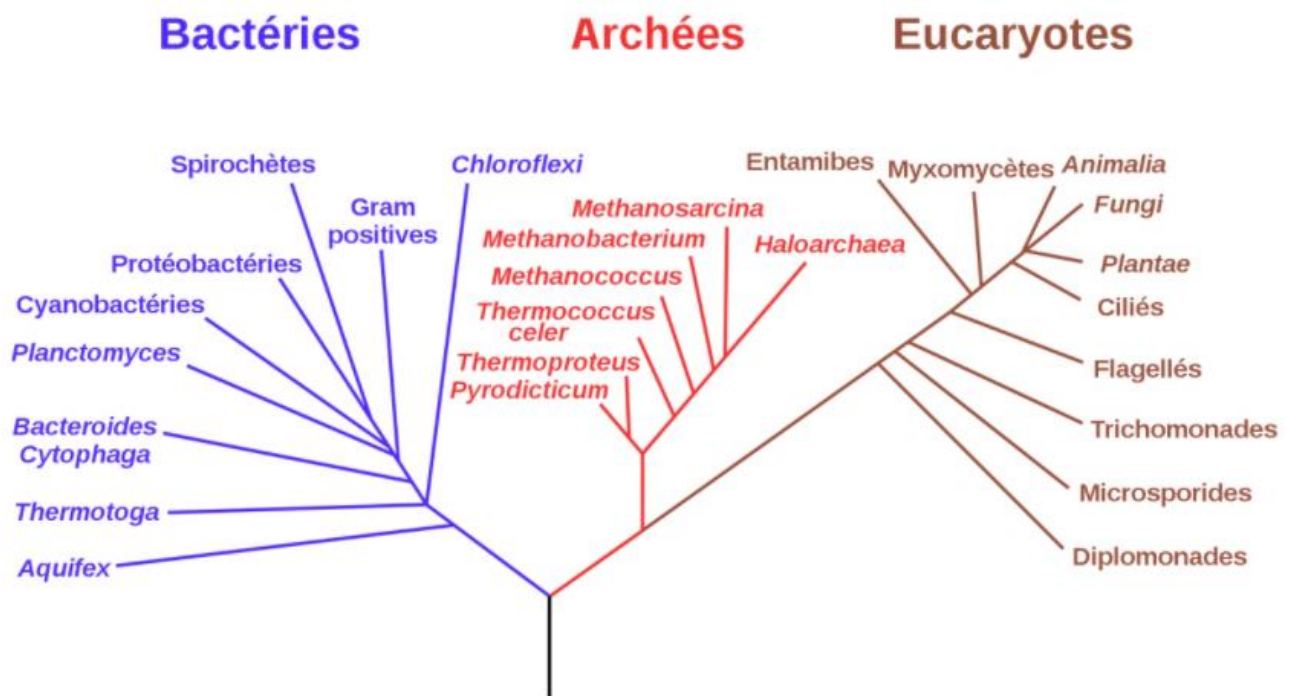 Bactéries
Archées
Eucaryotes
Spirochètes
Chloroflexi
Gram
positives
Protéobactéries
Cyanobactéries
Planctomyces
Bacteroides
Cytophaga
Thermotoga
Aquifex
Methanosarcina
Methanobacterium
Haloarchaea
Methanococcus
Thermococcus
celer
Thermoproteus
Pyrodicticum
Entamibes
Myxomycètes
Animalia
Fungi
Plantae
Ciliés
Flagellés
Trichomonades
Microsporides
Diplomonades